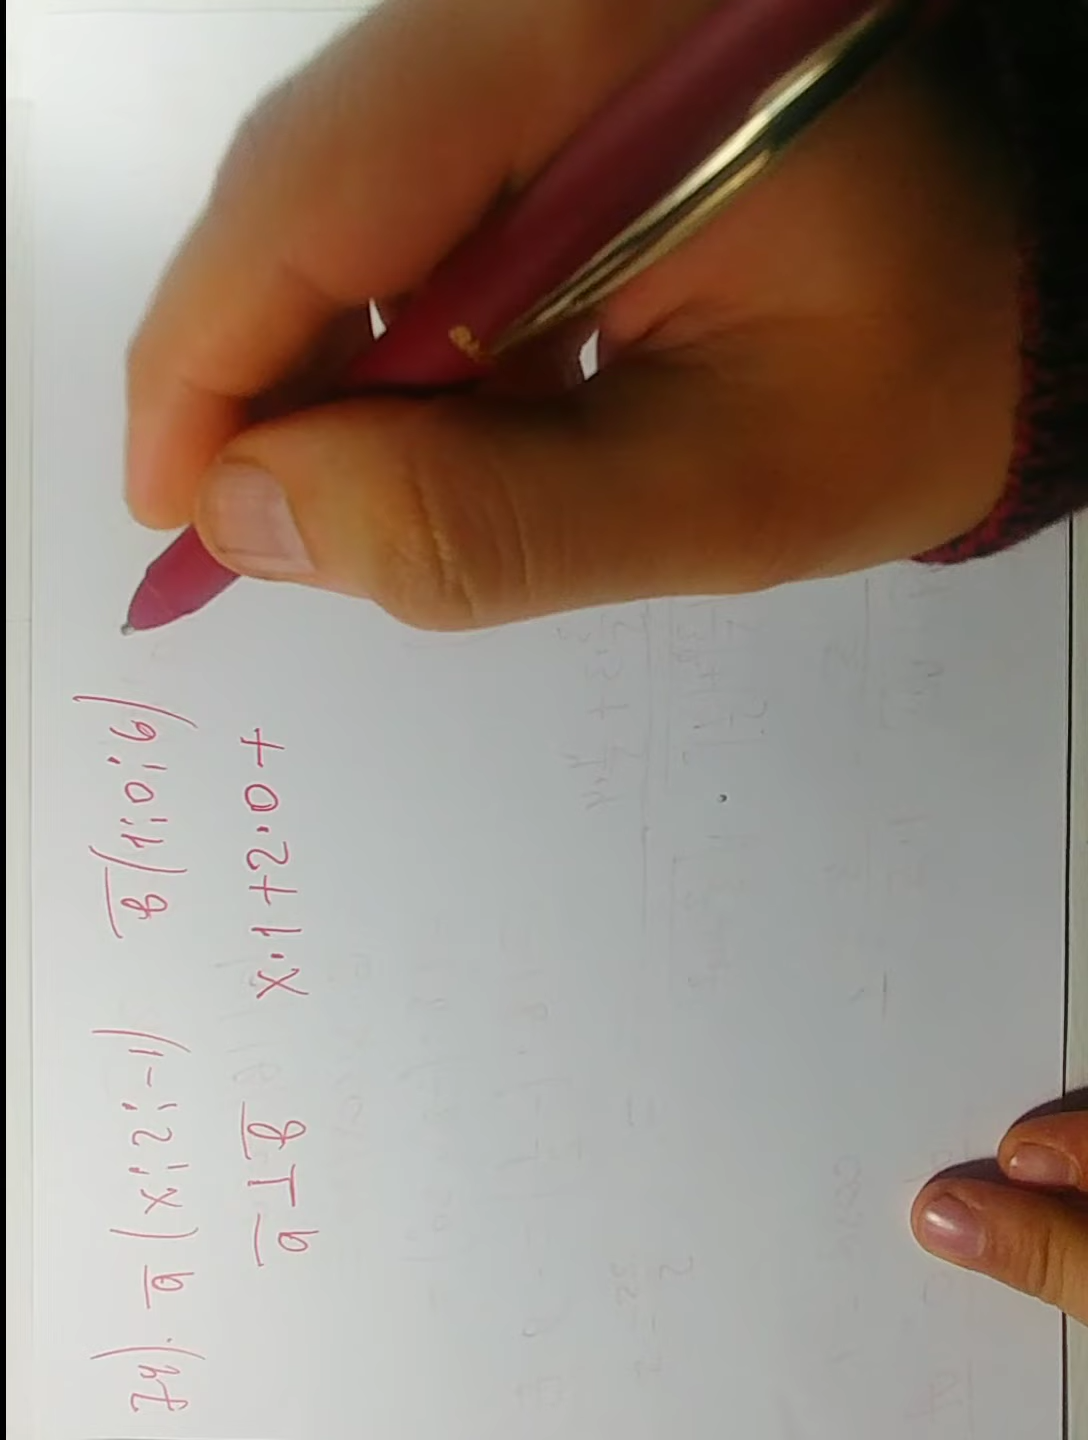 74). a (x; 2; -1) b (1; 0; 6)
a ⊥ b x·1+2·0+